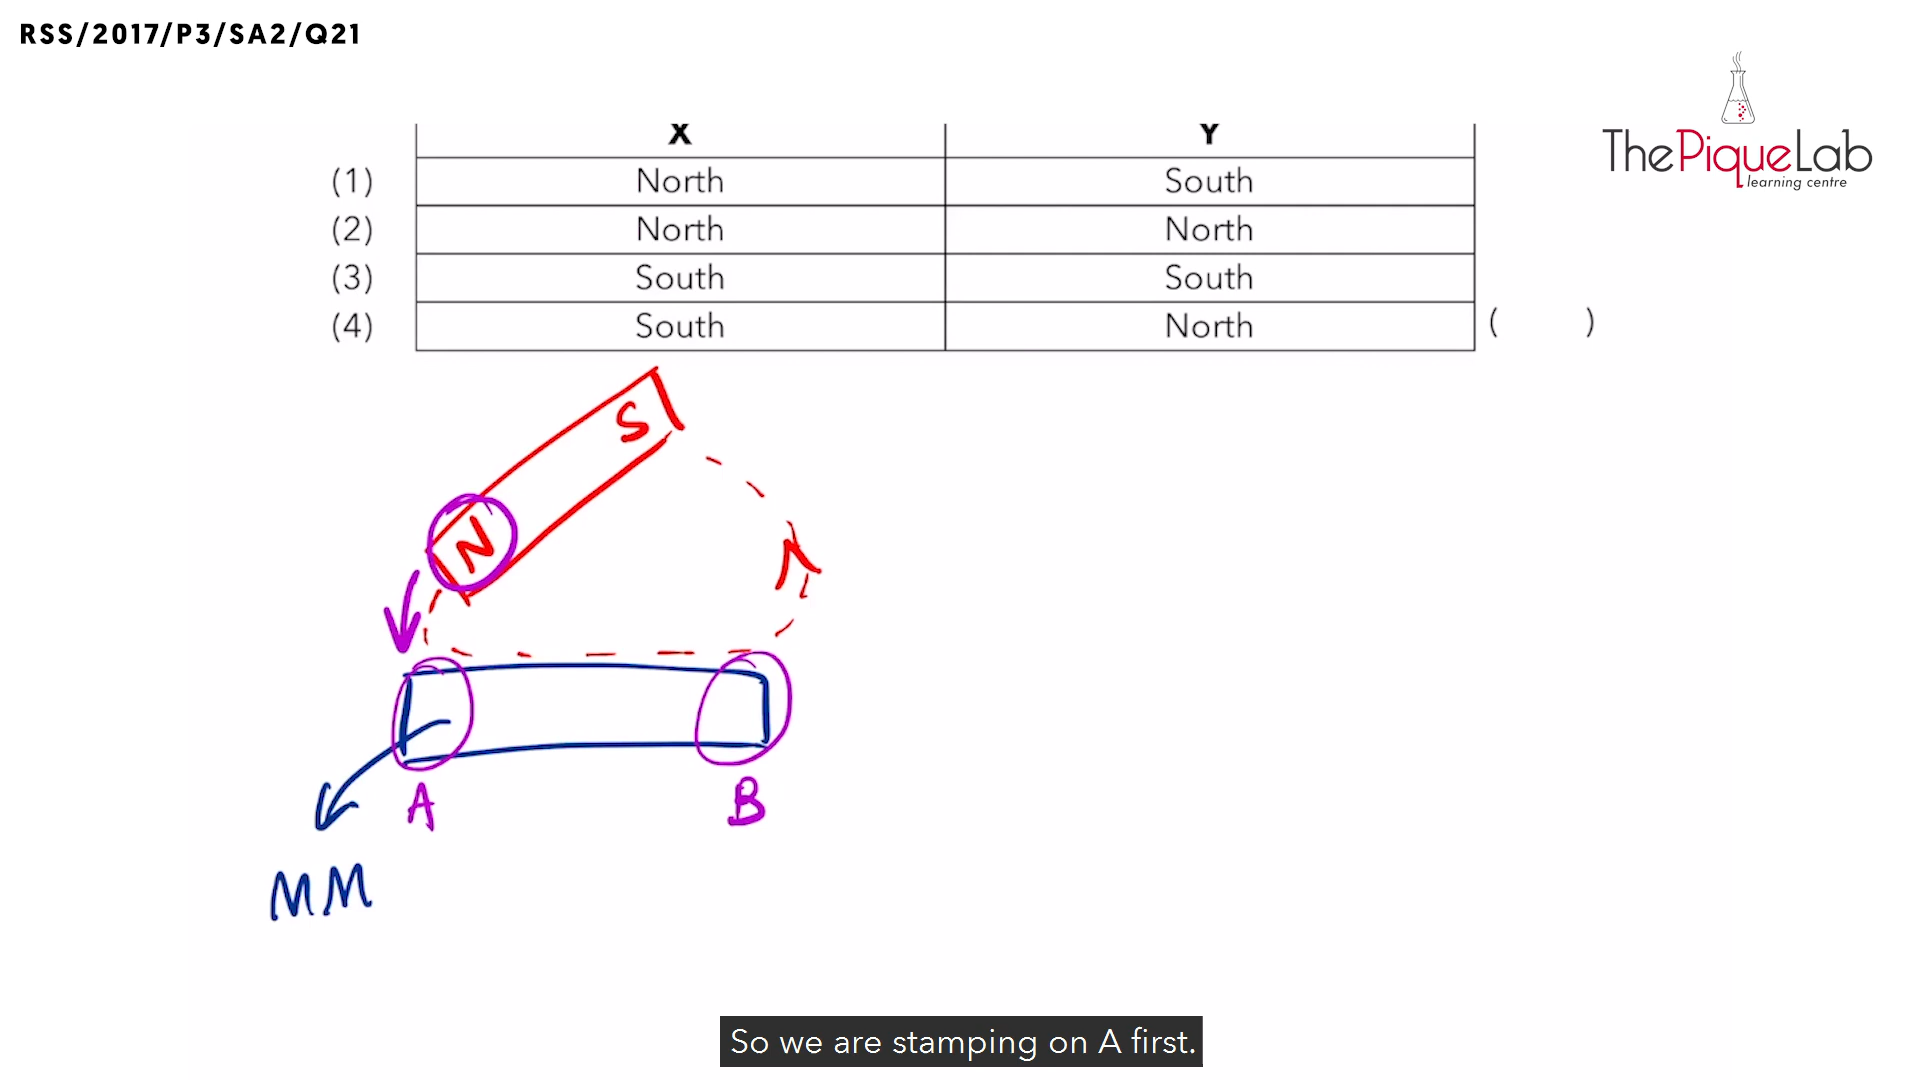 RSS/2017/P3/SA2/Q21
ThePiqueLab
learning centre
X Y
(1) North South
(2) North North
(3) South South
(4) South North ( )
S
N
A B
MM
So we are stamping on A first.